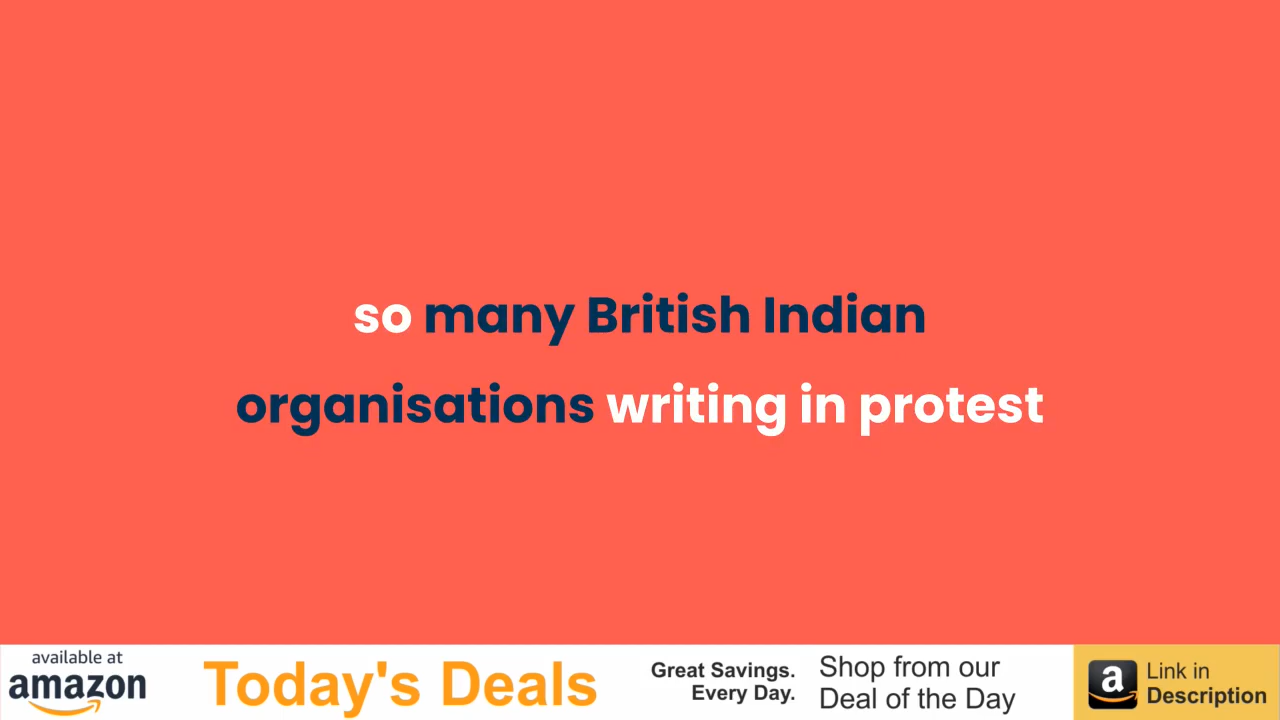 so many British Indian
organisations writing in protest
available at
amazon
Today's Deals
Great Savings.
Every Day.
Shop from our
Deal of the Day
a
Link in
Description